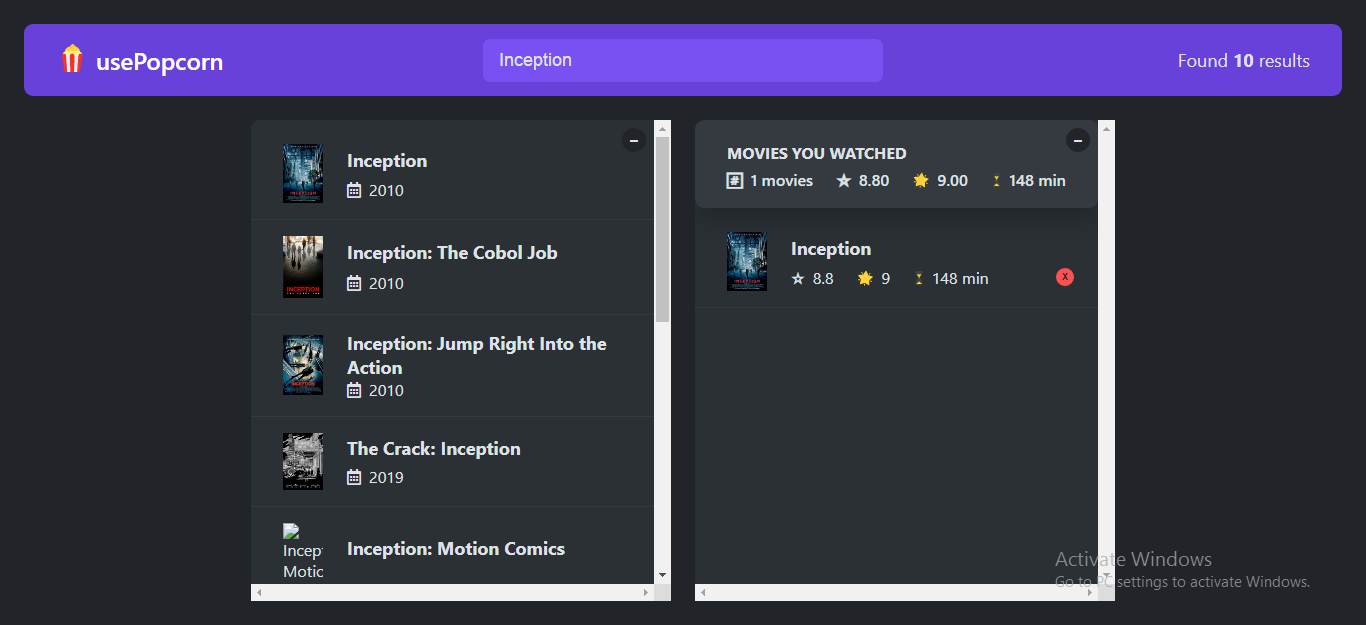 usePopcorn
Inception
Found 10 results
Inception
2010
Inception: The Cobol Job
2010
Inception: Jump Right Into the
Action
2010
The Crack: Inception
2019
Incep
Motic
Inception: Motion Comics
MOVIES YOU WATCHED
# 1 movies 8.80 9.00 148 min
Inception
8.8 9 148 min
X
Activate Windows
Go to PC settings to activate Windows.